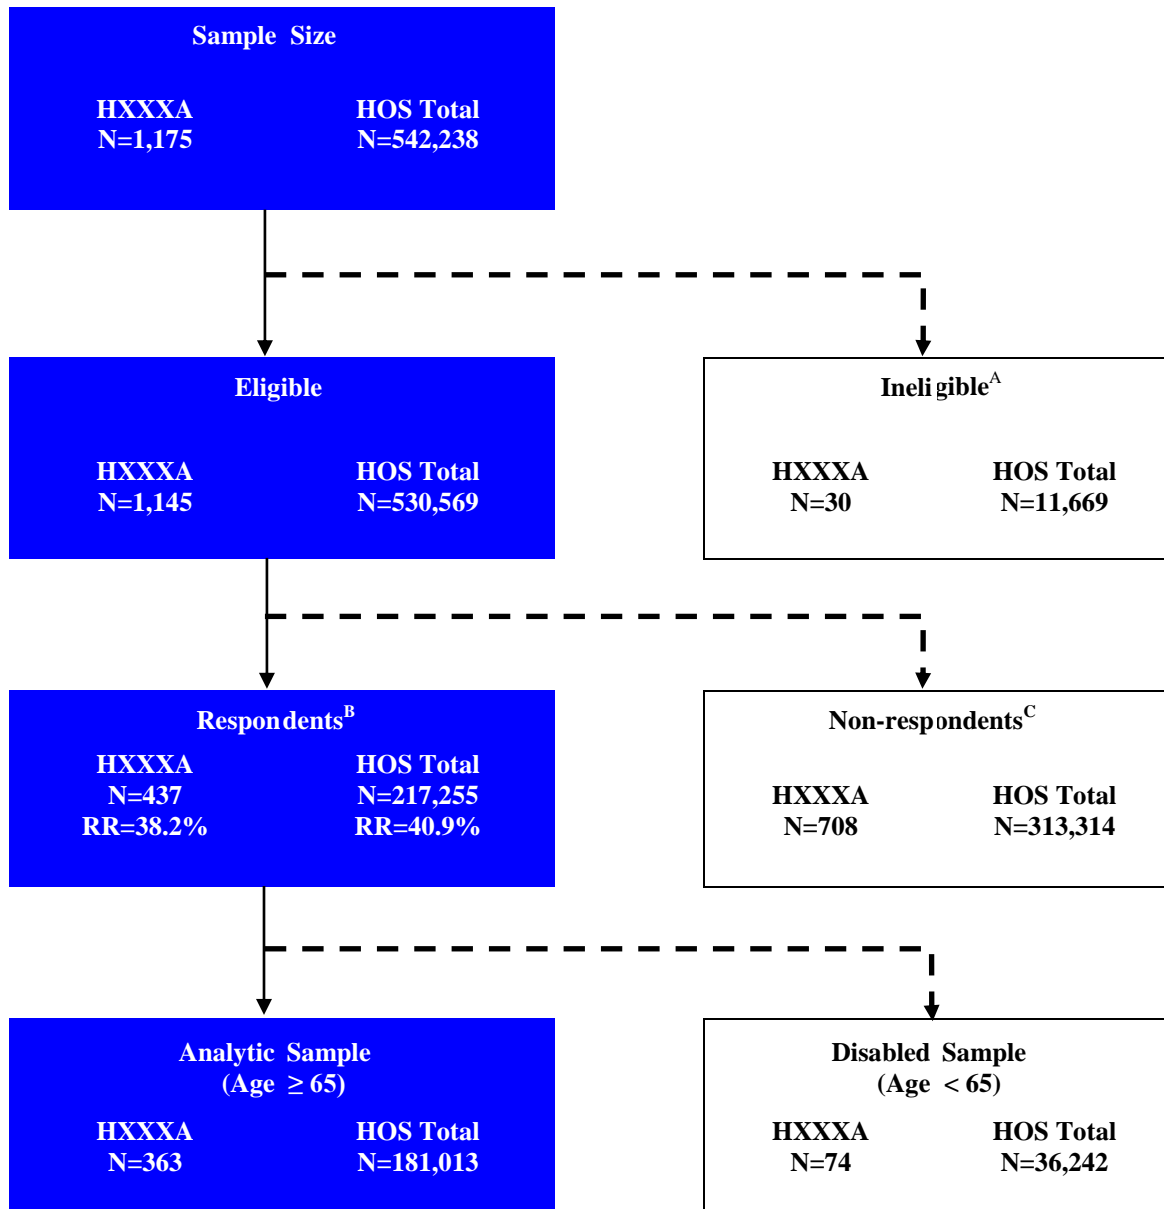 Sample Size
HXXXA HOS Total
N=1,175 N=542,238
Eligible
HXXXA HOS Total
N=1,145 N=530,569
Ineligible^A
HXXXA HOS Total
N=30 N=11,669
Respondents^B
HXXXA HOS Total
N=437 N=217,255
RR=38.2% RR=40.9%
Non-respondents^C
HXXXA HOS Total
N=708 N=313,314
Analytic Sample
(Age ≥ 65)
HXXXA HOS Total
N=363 N=181,013
Disabled Sample
(Age < 65)
HXXXA HOS Total
N=74 N=36,242